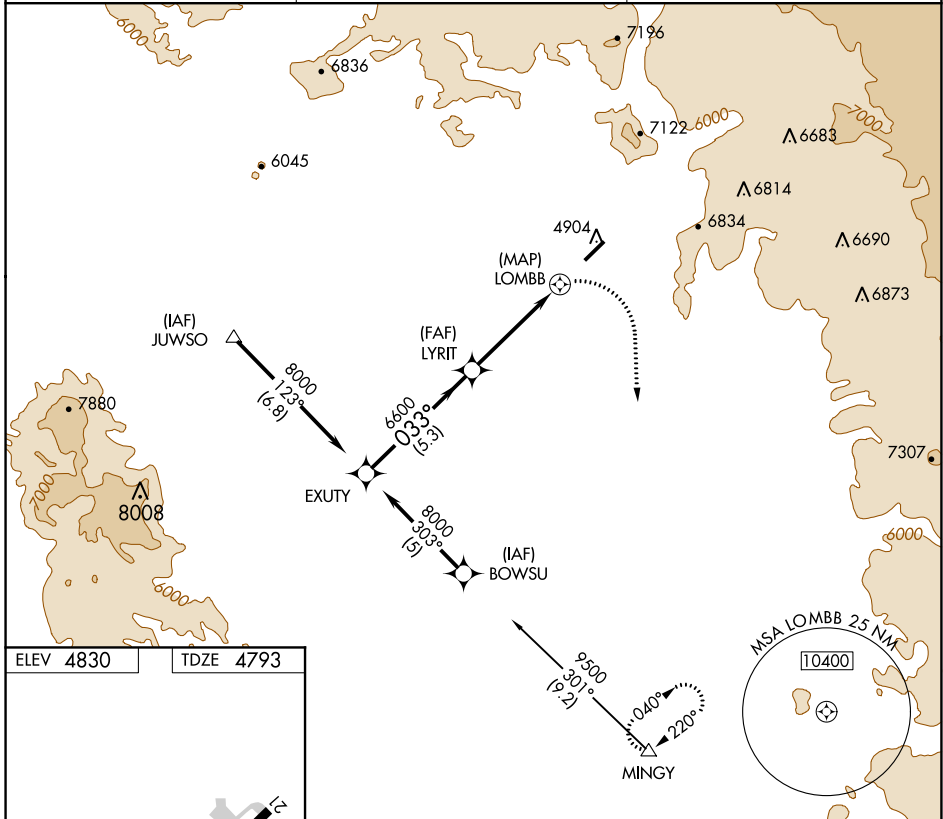 6000
7196
6836
7122
6000
7000
6683
6045
6814
6834
4904
6690
(MAP)
LOMBB
6873
(IAF)
JUWSO
(FAF)
LYRIT
8000
123°
(6.8)
6600
033°
(5.3)
7880
7307
EXUTY
7000
8008
8000
303°
(5)
6000
(IAF)
BOWSU
6000
MSA LOMBB 25 NM
10400
ELEV 4830
TDZE 4793
9500
301°
(9.2)
040°
220°
MINGY
21